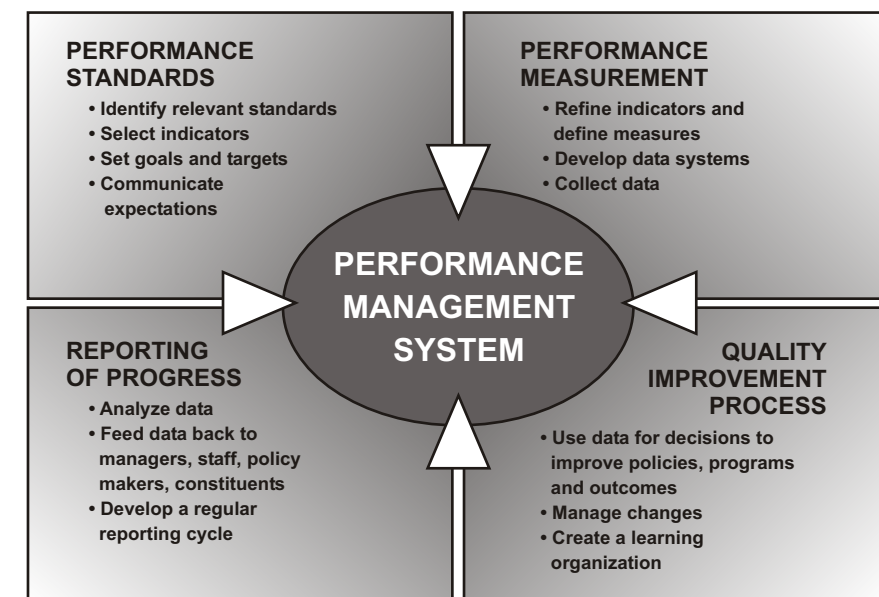 PERFORMANCE
STANDARDS
• Identify relevant standards
• Select indicators
• Set goals and targets
• Communicate
expectations
PERFORMANCE
MEASUREMENT
• Refine indicators and
define measures
• Develop data systems
• Collect data
PERFORMANCE
MANAGEMENT
SYSTEM
REPORTING
OF PROGRESS
• Analyze data
• Feed data back to
managers, staff, policy
makers, constituents
• Develop a regular
reporting cycle
QUALITY
IMPROVEMENT
PROCESS
• Use data for decisions to
improve policies, programs
and outcomes
• Manage changes
• Create a learning
organization